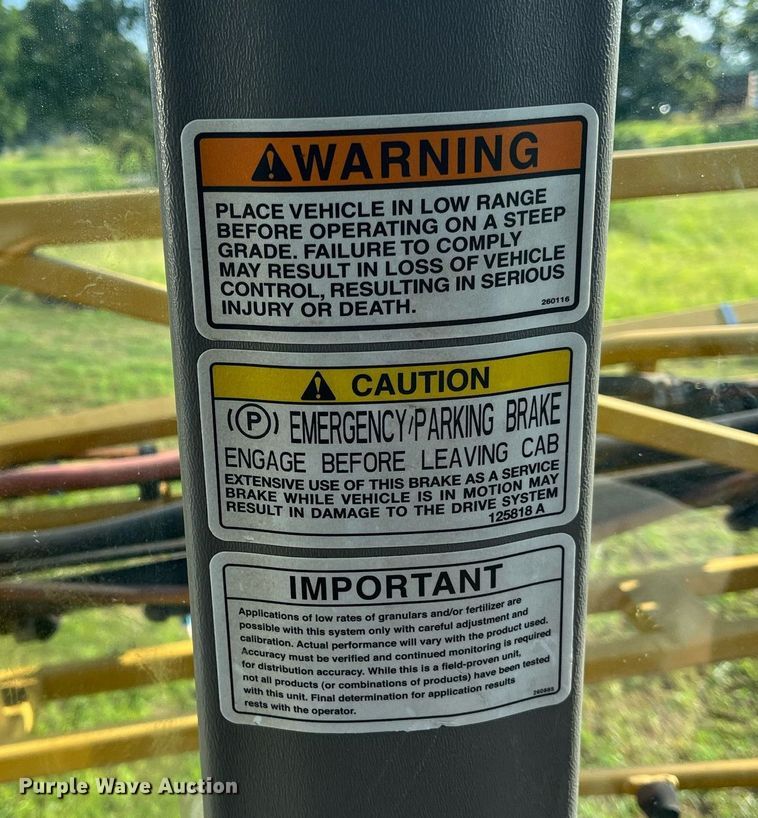 WARNING
PLACE VEHICLE IN LOW RANGE
BEFORE OPERATING ON A STEEP
GRADE. FAILURE TO COMPLY
MAY RESULT IN LOSS OF VEHICLE
CONTROL, RESULTING IN SERIOUS
INJURY OR DEATH.
260116
CAUTION
(P) EMERGENCY/PARKING BRAKE
ENGAGE BEFORE LEAVING CAB
EXTENSIVE USE OF THIS BRAKE AS A SERVICE
BRAKE WHILE VEHICLE IS IN MOTION MAY
RESULT IN DAMAGE TO THE DRIVE SYSTEM
125818 A
IMPORTANT
Applications of low rates of granulars and/or fertilizer are
possible with this system only with careful adjustment and
calibration. Actual performance will vary with the product used.
Accuracy must be verified and continued monitoring is required
for distribution accuracy. While this is a field-proven unit,
not all products (or combinations of products) have been tested
with this unit. Final determination for application results
rests with the operator.
Purple Wave Auction